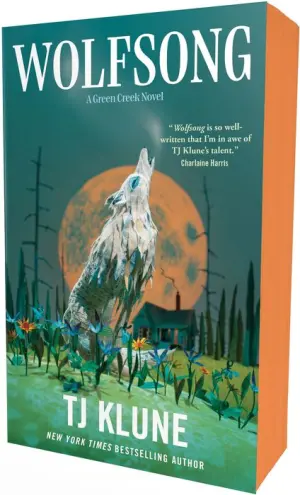 WOLFSONG
A Green Creek Novel
“Wolfsong is so well-
written that I'm in awe of
TJ Klune's talent.”
Charlaine Harris
TJ KLUNE
NEW YORK TIMES BESTSELLING AUTHOR